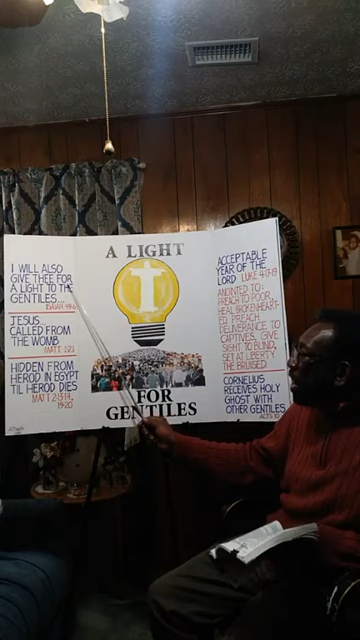 I WILL ALSO
GIVE THEE FOR
A LIGHT TO THE
GENTILES...
ISAIAH 49:6
JESUS
CALLED FROM
THE WOMB
MATT 1:21
HIDDEN FROM
HEROD IN EGYPT
TIL HEROD DIES
MATT 2:13-14,
19-20
A LIGHT
FOR
GENTILES
ACCEPTABLE
YEAR OF THE
LORD LUKE 4:17-19
ANOINTED TO:
PREACH TO POOR,
HEAL BROKENHEART-
ED, PREACH
DELIVERANCE TO
CAPTIVES, GIVE
SIGHT TO BLIND,
SET AT LIBERTY
THE BRUISED
CORNELIUS
RECEIVES HOLY
GHOST WITH
OTHER GENTILES
ACTS 10